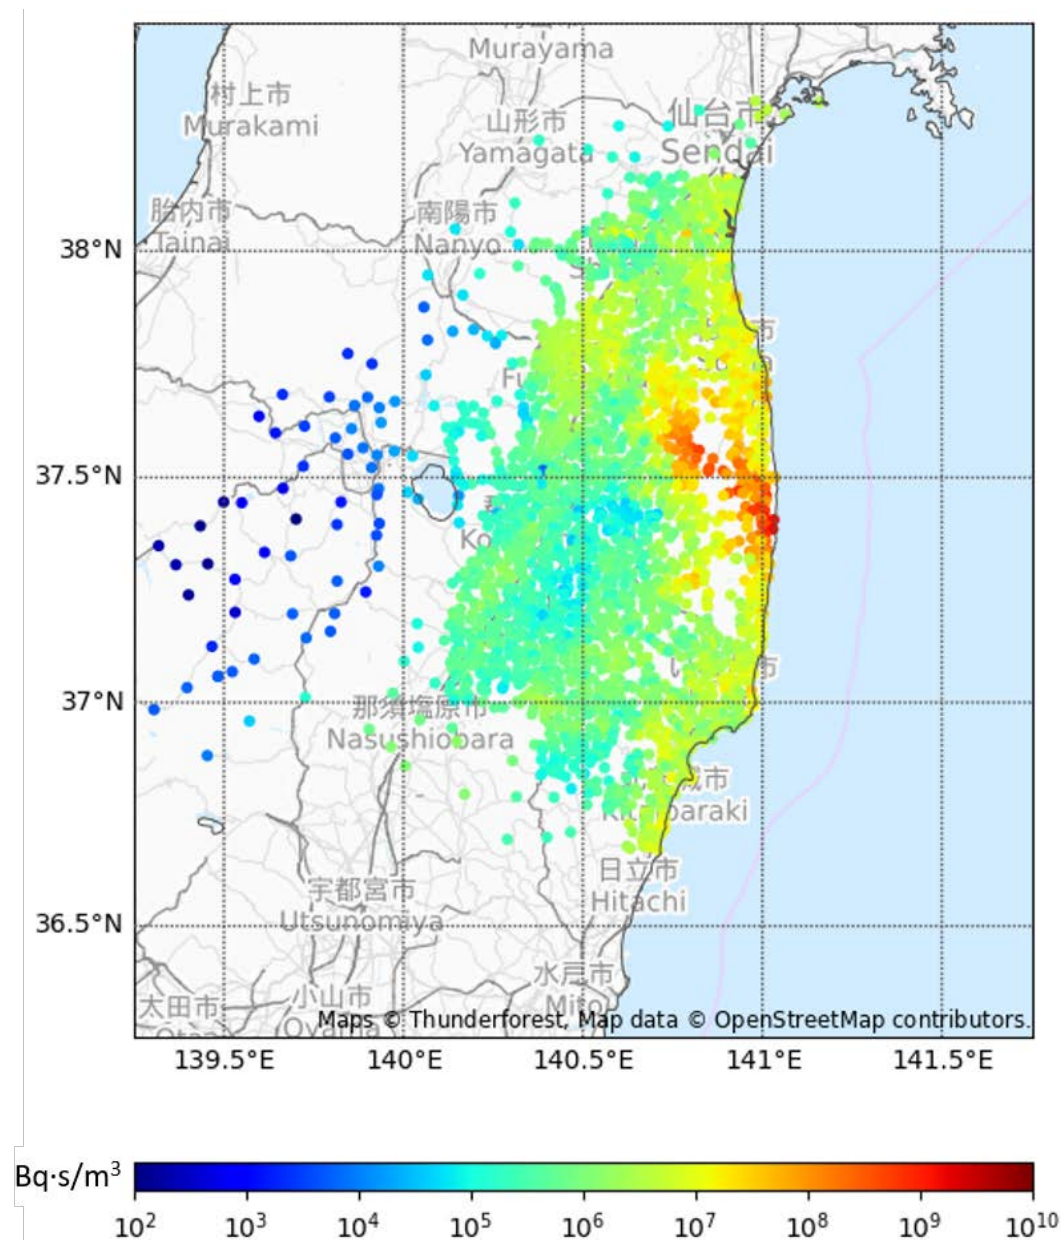 Murayama
村上市
Murakami
山形市
Yamagata
仙台市
Sendai
胎内市
Tainai
南陽市
Nanyo
38°N
37.5°N
37°N
那須塩原市
Nasushiobara
日立市
Hitachi
宇都宮市
Utsunomiya
36.5°N
水戸市
Mito
太田市
小山市
Oyama
Maps © Thunderforest, Map data © OpenStreetMap contributors.
139.5°E 140°E 140.5°E 141°E 141.5°E
Bq·s/m³
10² 10³ 10⁴ 10⁵ 10⁶ 10⁷ 10⁸ 10⁹ 10¹⁰